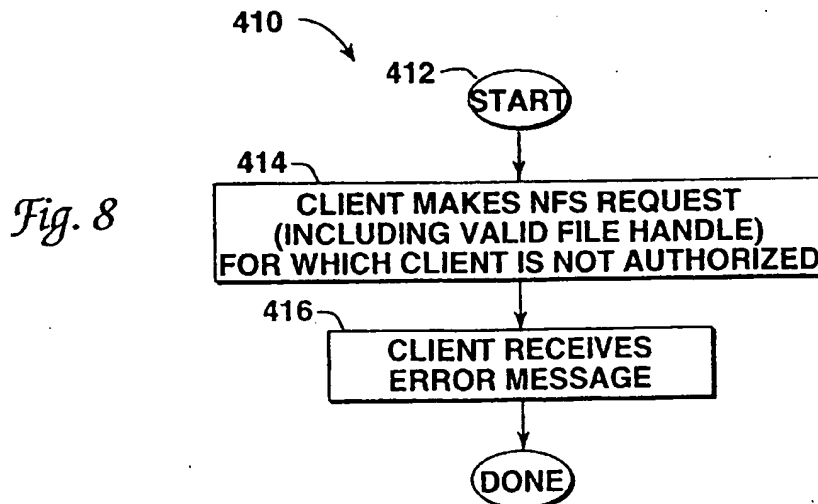 410
412
START
Fig. 8
414
CLIENT MAKES NFS REQUEST
(INCLUDING VALID FILE HANDLE)
FOR WHICH CLIENT IS NOT AUTHORIZED
416
CLIENT RECEIVES
ERROR MESSAGE
DONE